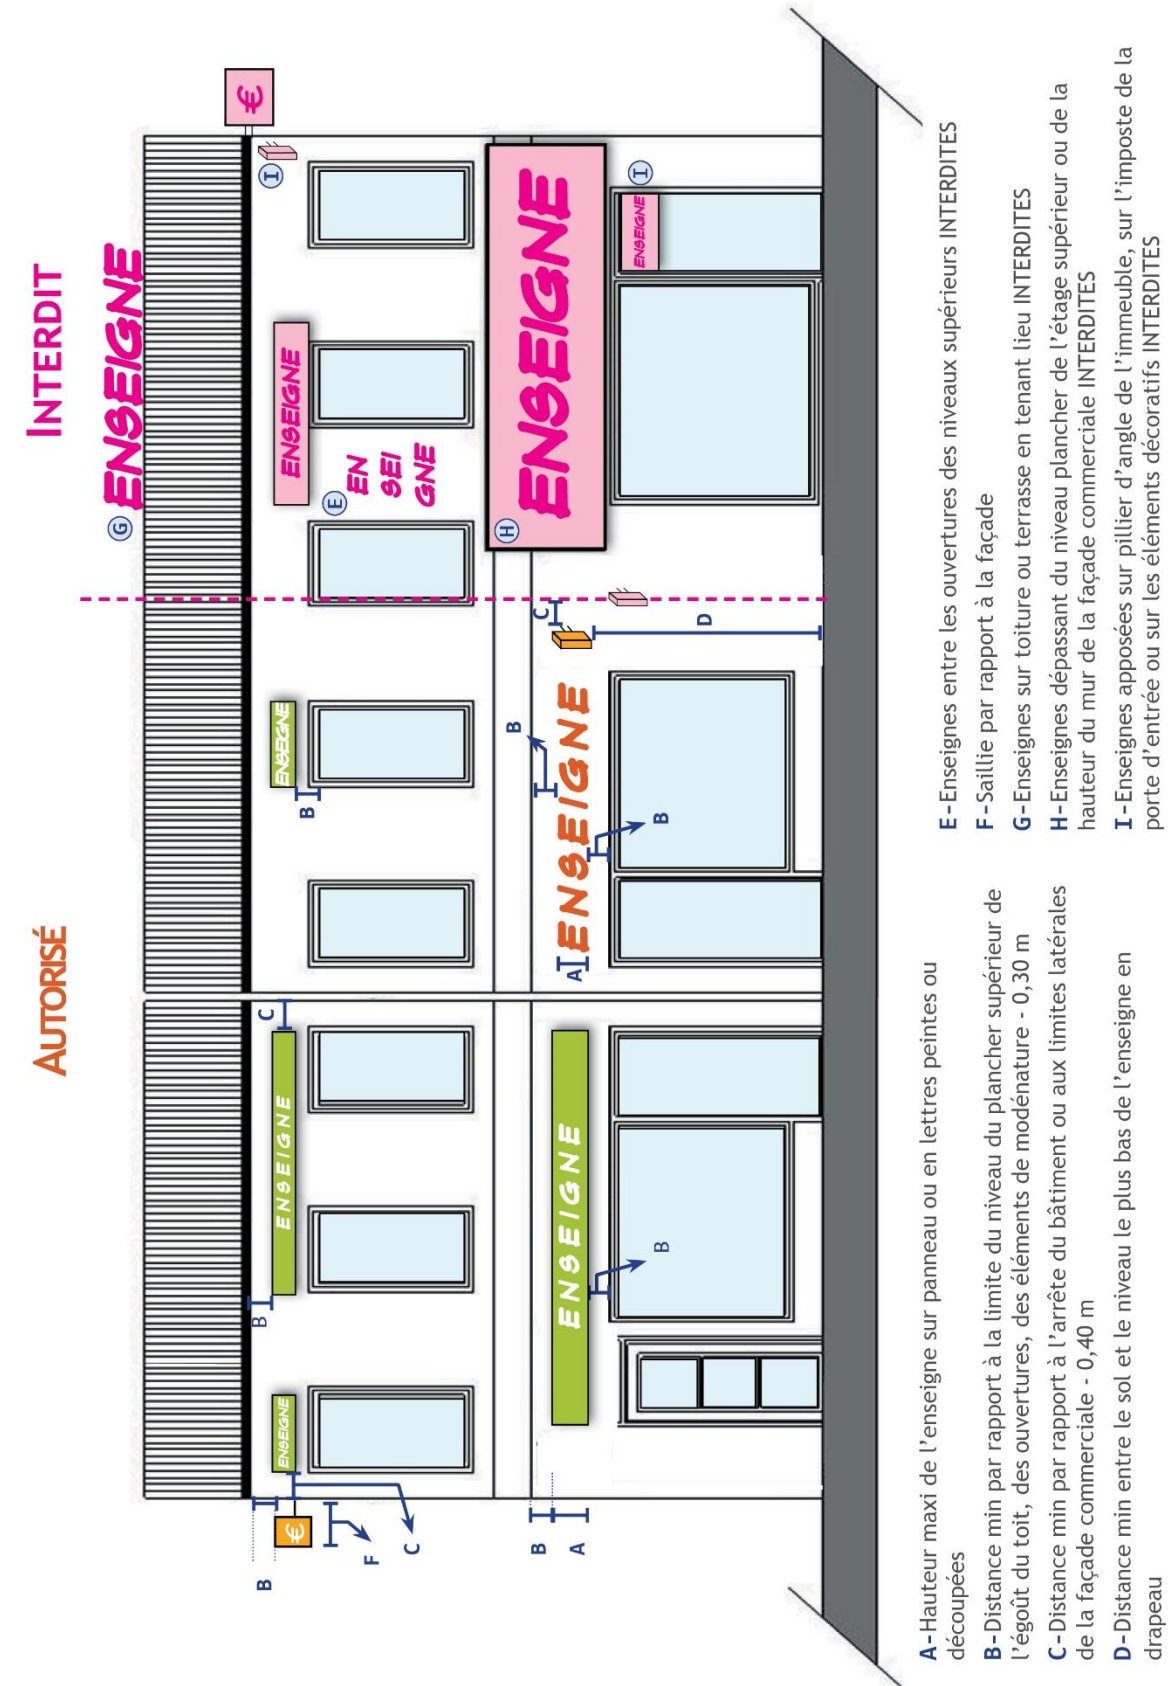 AUTORISÉ
INTERDIT
G ENSEIGNE
€
I
ENSEIGNE
ENSEIGNE
C
ENSEIGNE
ENSEIGNE
B
B
€
B
B
E
EN
SEI
GNE
F
C
H ENSEIGNE
B
C
B
A
ENSEIGNE
A
ENSEIGNE
ENSEIGNE
I
B
B
D
A-Hauteur maxi de l'enseigne sur panneau ou en lettres peintes ou
découpées
B-Distance min par rapport à la limite du niveau du plancher supérieur de
l'égoût du toit, des ouvertures, des éléments de modénature - 0,30 m
C-Distance min par rapport à l'arrête du bâtiment ou aux limites latérales
de la façade commerciale - 0,40 m
D-Distance min entre le sol et le niveau le plus bas de l'enseigne en
drapeau
E-Enseignes entre les ouvertures des niveaux supérieurs INTERDITES
F-Saillie par rapport à la façade
G-Enseignes sur toiture ou terrasse en tenant lieu INTERDITES
H-Enseignes dépassant du niveau plancher de l'étage supérieur ou de la
hauteur du mur de la façade commerciale INTERDITES
I-Enseignes apposées sur pillier d'angle de l'immeuble, sur l'imposte de la
porte d'entrée ou sur les éléments décoratifs INTERDITES